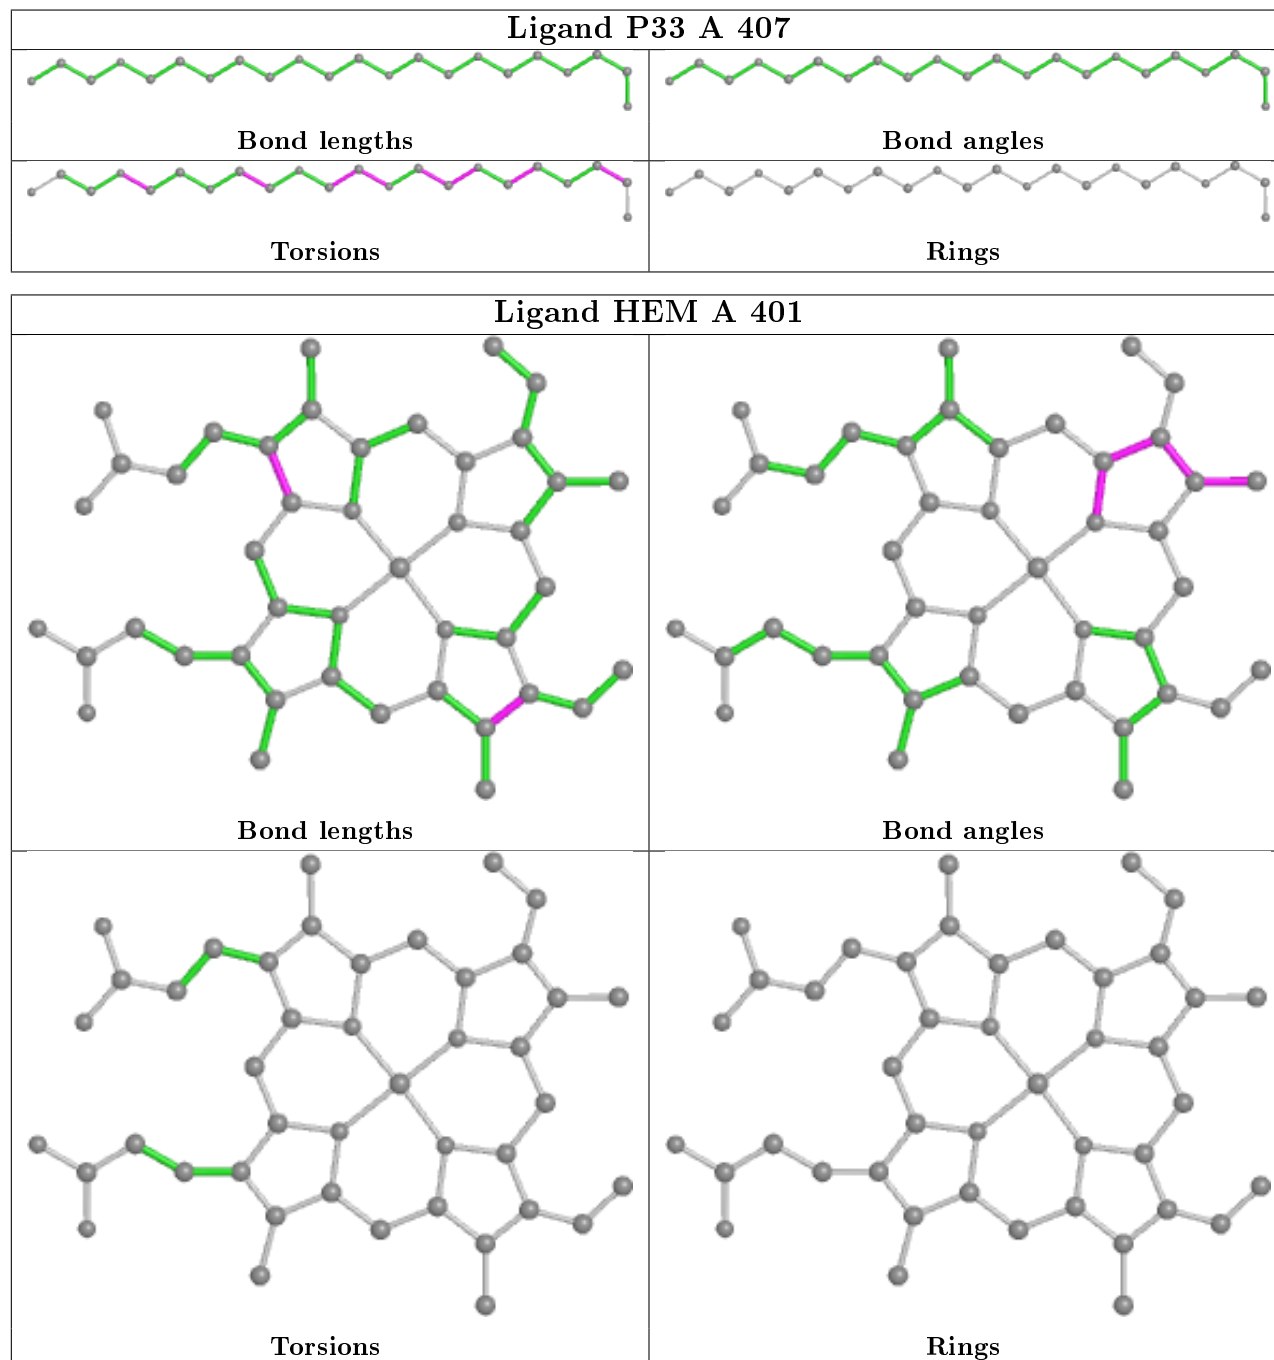 Ligand P33 A 407
Bond lengths
Bond angles
Torsions
Rings
Ligand HEM A 401
Bond lengths
Bond angles
Torsions
Rings